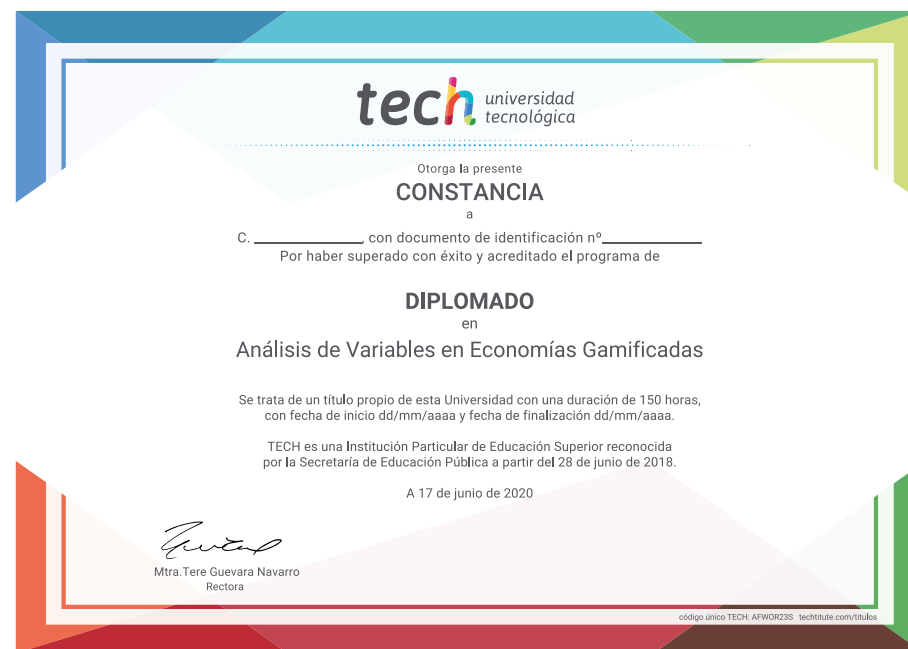 tech universidad
tecnológica
Otorga la presente
CONSTANCIA
a
C. ____________, con documento de identificación nº____________
Por haber superado con éxito y acreditado el programa de
DIPLOMADO
en
Análisis de Variables en Economías Gamificadas
Se trata de un título propio de esta Universidad con una duración de 150 horas,
con fecha de inicio dd/mm/aaaa y fecha de finalización dd/mm/aaaa.
TECH es una Institución Particular de Educación Superior reconocida
por la Secretaría de Educación Pública a partir del 28 de junio de 2018.
A 17 de junio de 2020
Mtra.Tere Guevara Navarro
Rectora
código único TECH: AFWOR23S techtitute.com/titulos